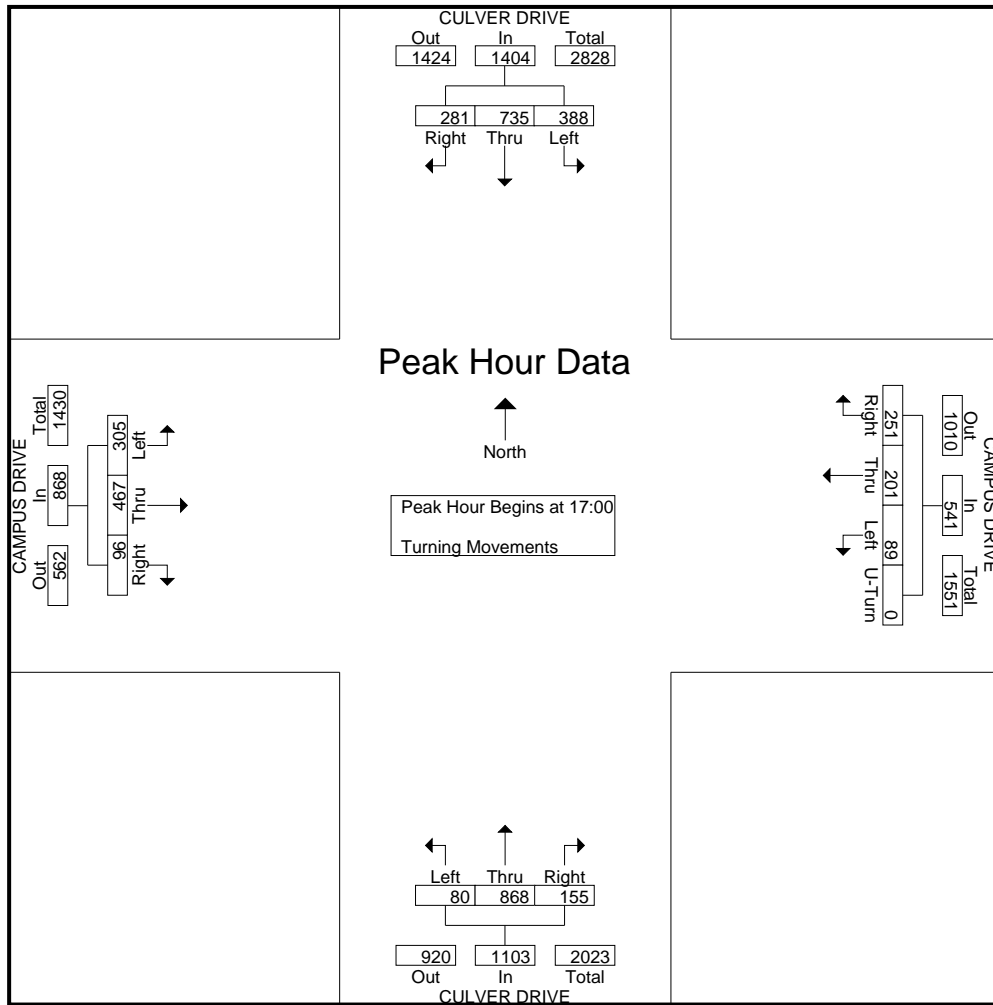 CULVER DRIVE
Out In Total
1424 1404 2828
281 735 388
Right Thru Left
Peak Hour Data
North
Peak Hour Begins at 17:00
Turning Movements
CAMPUS DRIVE
Total In Out
1430 868 562
305 467 96
Left Thru Right
Right Thru Left U-Turn
251 201 89 0
Out In Total
1010 541 1551
CAMPUS DRIVE
Left Thru Right
80 868 155
920 1103 2023
Out In Total
CULVER DRIVE